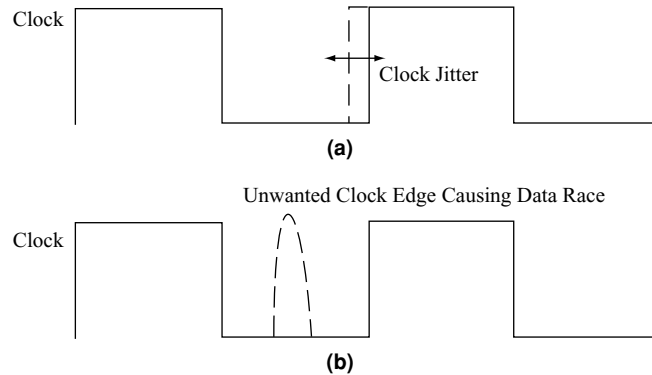 Clock
Clock Jitter
(a)
Unwanted Clock Edge Causing Data Race
Clock
(b)